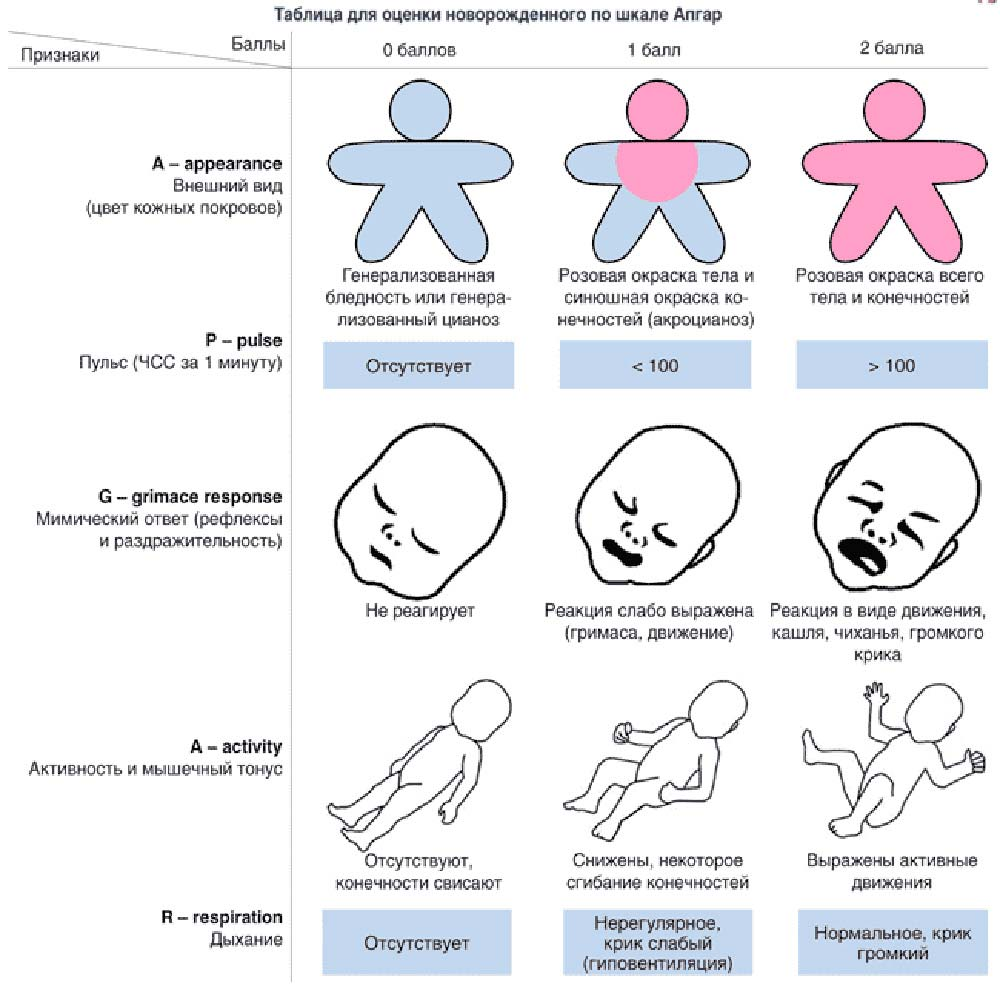 Таблица для оценки новорожденного по шкале Апгар
Баллы
Признаки
0 баллов
1 балл
2 балла
A – appearance
Внешний вид
(цвет кожных покровов)
Генерализованная
бледность или генера-
лизованный цианоз
Розовая окраска тела и
синюшная окраска ко-
нечностей (акроцианоз)
Розовая окраска всего
тела и конечностей
P – pulse
Пульс (ЧСС за 1 минуту)
Отсутствует
< 100
> 100
G – grimace response
Мимический ответ (рефлексы
и раздражительность)
Не реагирует
Реакция слабо выражена
(гримаса, движение)
Реакция в виде движения,
кашля, чиханья, громкого
крика
A – activity
Активность и мышечный тонус
Отсутствуют,
конечности свисают
Снижены, некоторое
сгибание конечностей
Выражены активные
движения
R – respiration
Дыхание
Отсутствует
Нерегулярное,
крик слабый
(гиповентиляция)
Нормальное, крик
громкий